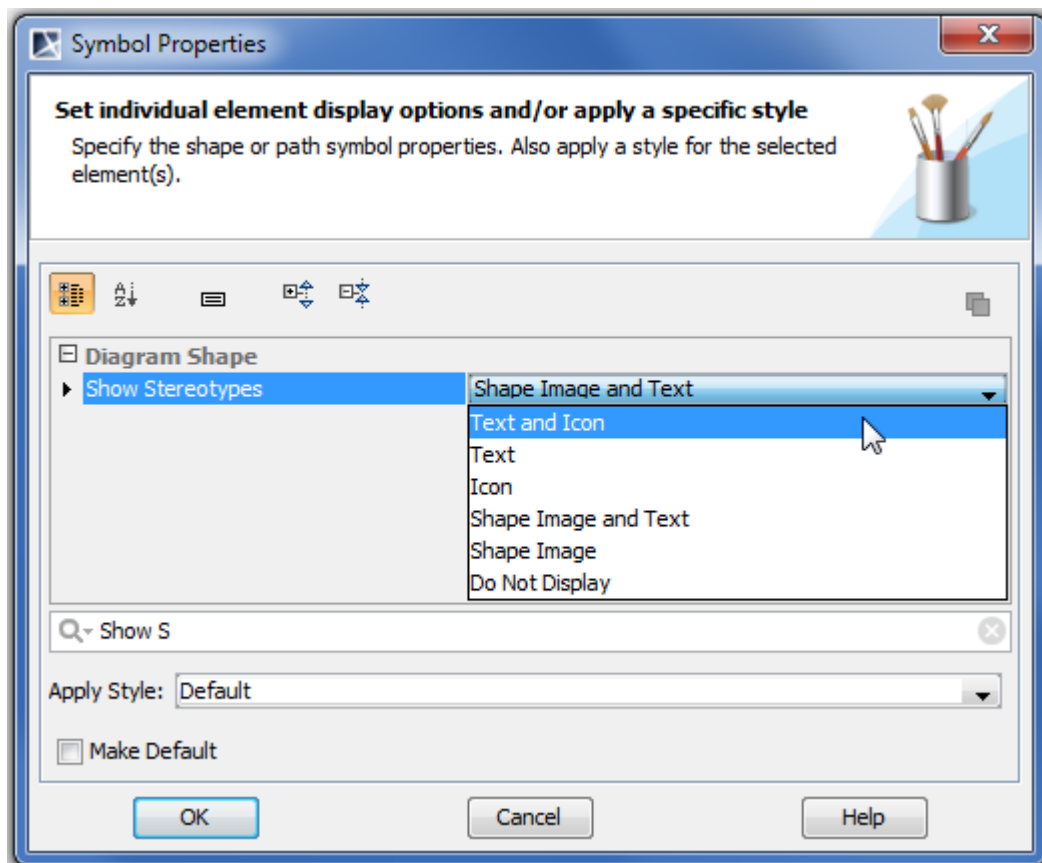 Symbol Properties
Set individual element display options and/or apply a specific style
Specify the shape or path symbol properties. Also apply a style for the selected
element(s).
Diagram Shape
Show Stereotypes
Shape Image and Text
Text and Icon
Text
Icon
Shape Image and Text
Shape Image
Do Not Display
Show S
Apply Style: Default
Make Default
OK Cancel Help